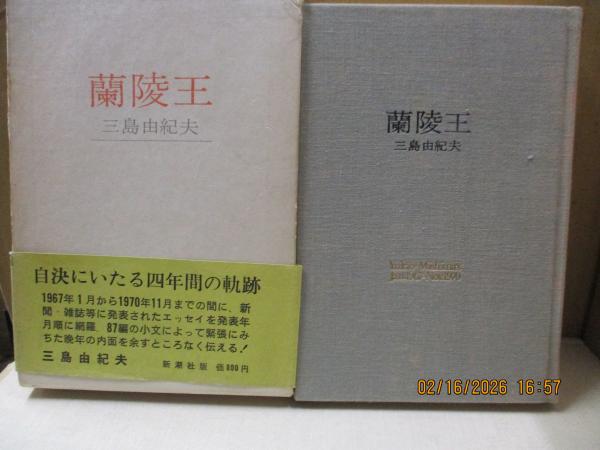 蘭陵王
三島由紀夫
自決にいたる四年間の軌跡
1967年1月から1970年11月までの間に、新
聞・雑誌等に発表されたエッセイを発表年
月順に網羅。87編の小文によって緊張にみ
ちた晩年の内面を余すところなく伝える!
三島由紀夫
新潮社版 価800円
蘭陵王
三島由紀夫
Yukio Mishima's
Jan.1967-Nov.1970
02/16/2026 16:57